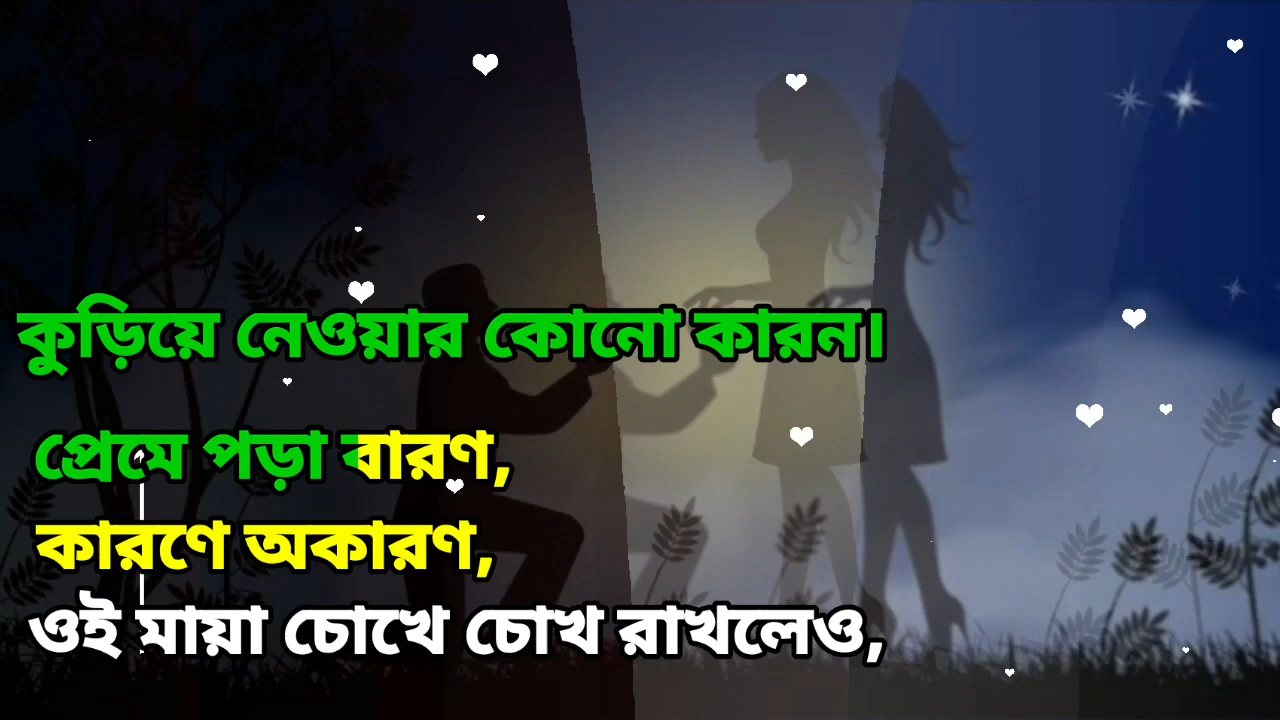 কুড়িয়ে নেওয়ার কোনো কারন।
প্রেমে পড়া বারণ,
কারণে অকারণ,
ওই মায়া চোখে চোখ রাখলেও,